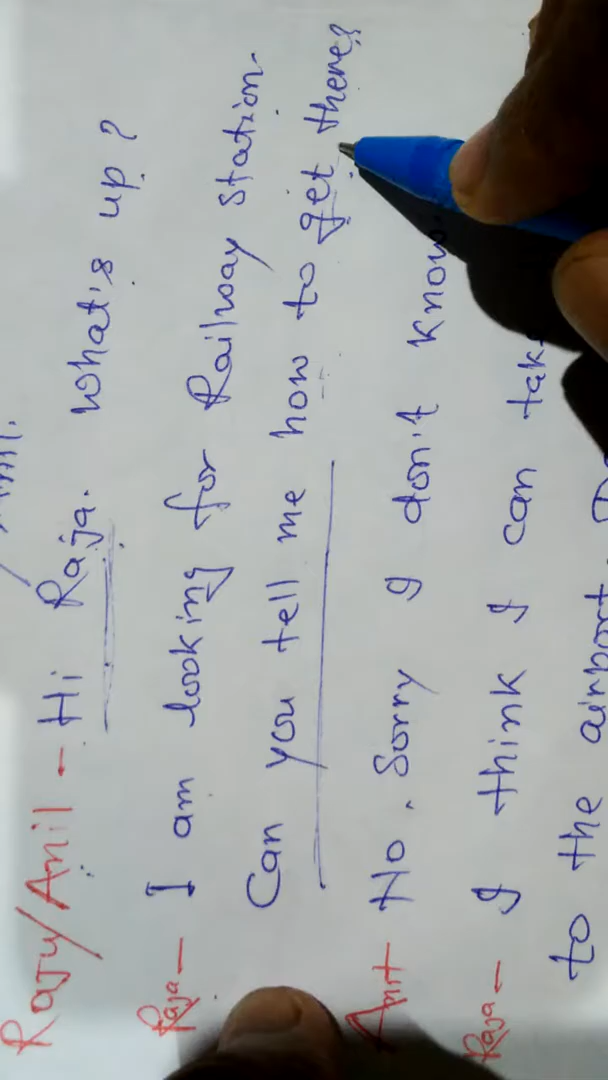 Raju/Anil - Hi Raja. What's up?
Raja - I am looking for Railway Station.
Can you tell me how to get there?
Amit - No. Sorry I don't know.
Raja - I think I can
to the airport.